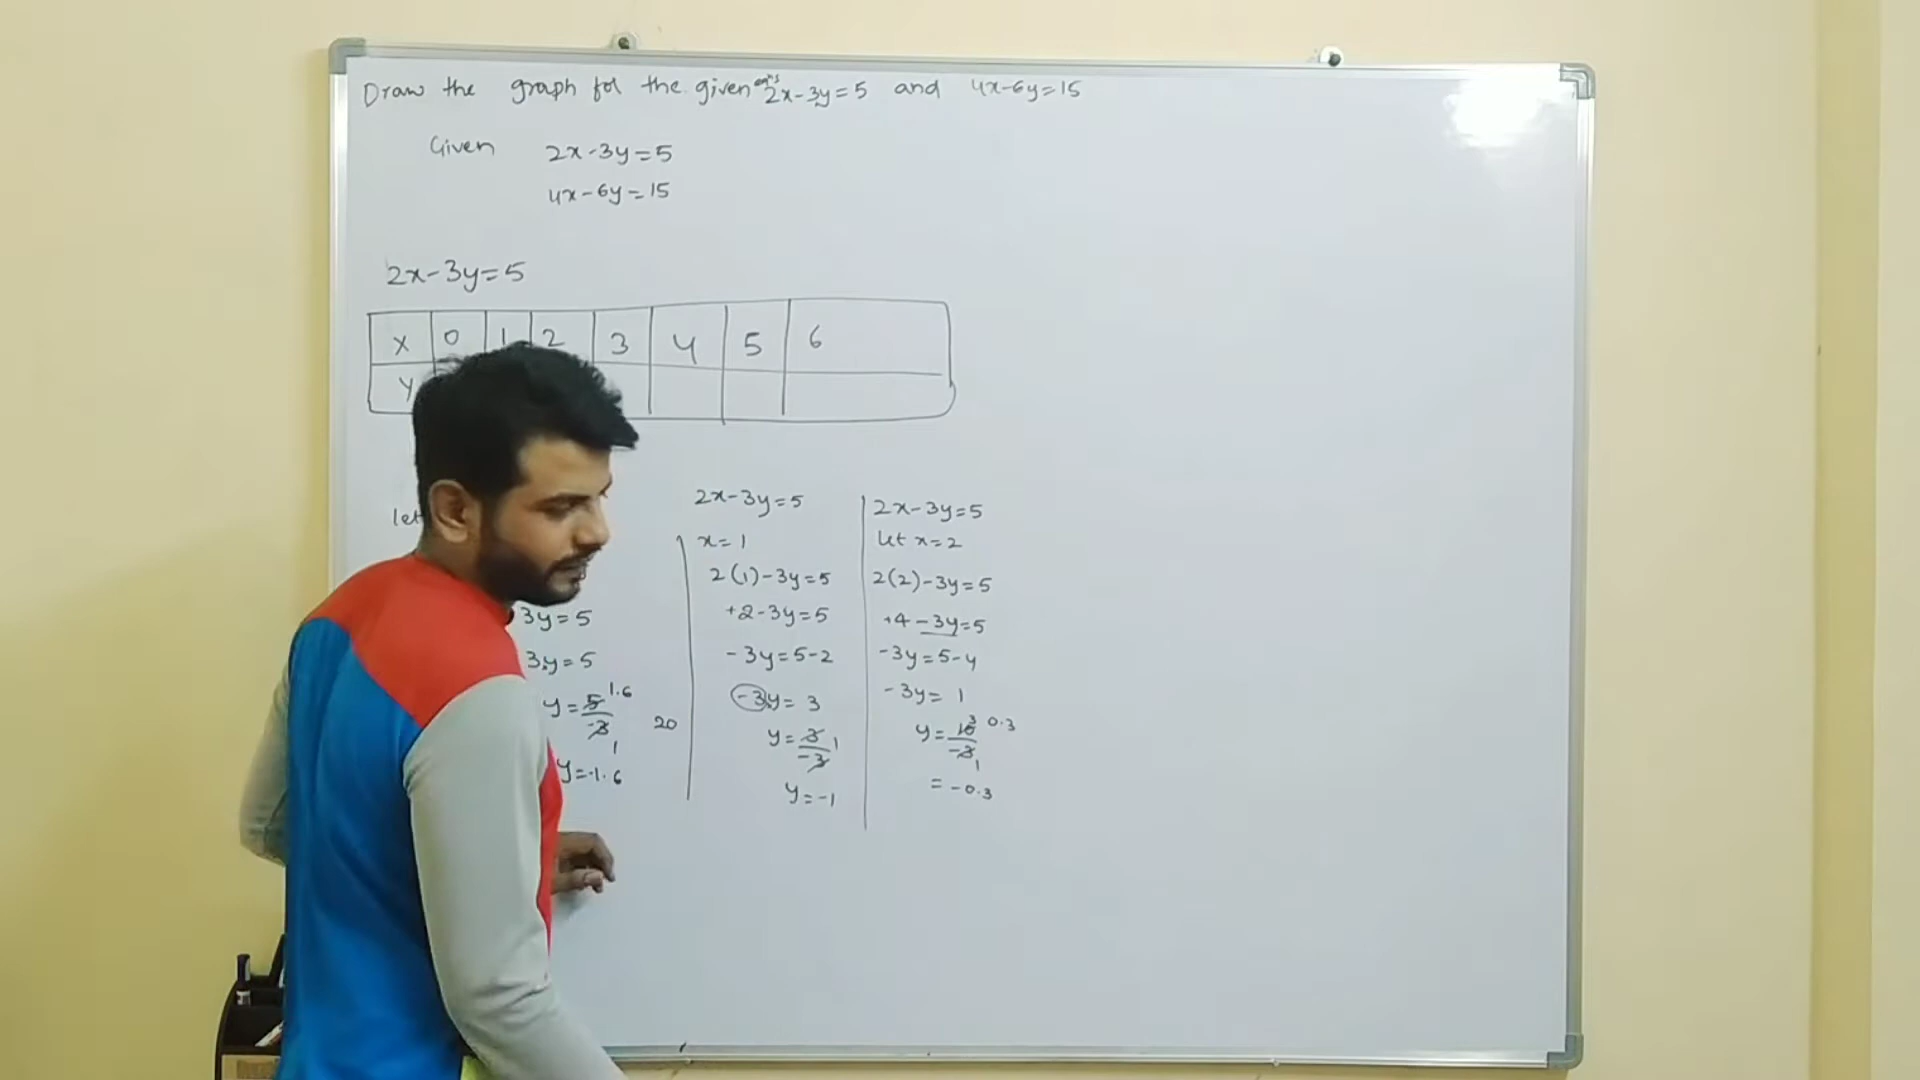 Draw the graph for the given eqns 2x-3y=5 and 4x-6y=15
Given 2x-3y=5
4x-6y=15
2x-3y=5
X 0 1 2 3 4 5 6
Y
let
3y=5
3y=5
y=5/-3 1.6
1
y=-1.6
20
2x-3y=5
x=1
2(1)-3y=5
+2-3y=5
-3y=5-2
-3y=3
y=3/-3 1
y=-1
2x-3y=5
let x=2
2(2)-3y=5
+4-3y=5
-3y=5-4
-3y=1
y=10/-3 3 0.3
1
=-0.3